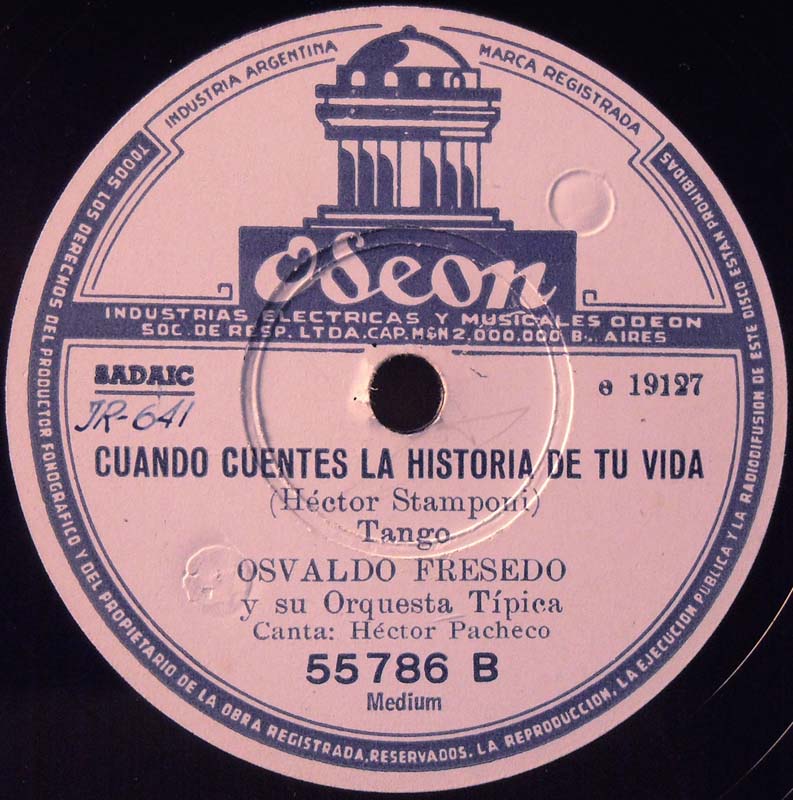 INDUSTRIA ARGENTINA
MARCA REGISTRADA
Odeon
INDUSTRIAS ELECTRICAS Y MUSICALES ODEON
SOC. DE RESP. LTDA. CAP. M$N 2.000.000 B.. AIRES
SADAIC
JR-641
e 19127
CUANDO CUENTES LA HISTORIA DE TU VIDA
(Héctor Stamponi)
Tango
OSVALDO FRESEDO
y su Orquesta Típica
Canta: Héctor Pacheco
55786 B
Medium
TODOS LOS DERECHOS DEL PRODUCTOR FONOGRAFICO Y DEL PROPIETARIO DE LA OBRA REGISTRADA, RESERVADOS. LA REPRODUCCION, LA EJECUCION PUBLICA Y LA RADIODIFUSION DE ESTE DISCO ESTAN PROHIBIDAS